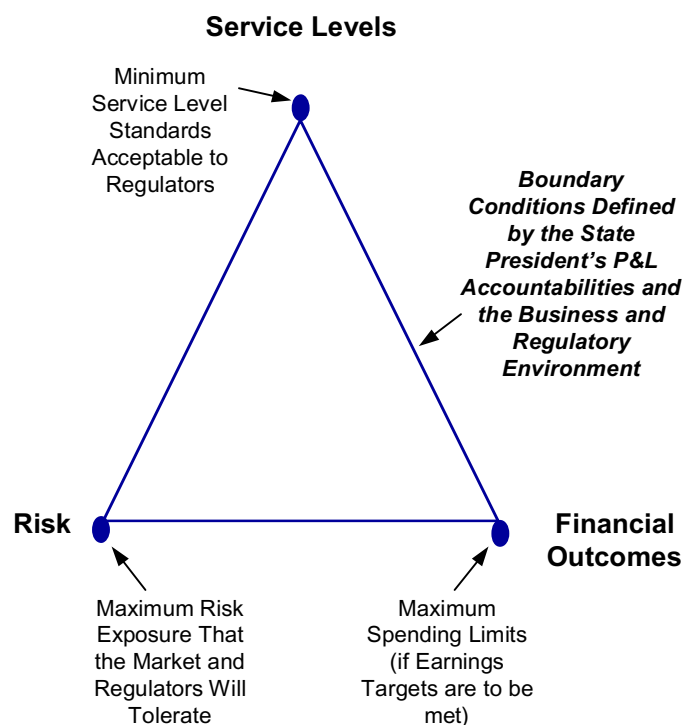 Service Levels
Minimum
Service Level
Standards
Acceptable to
Regulators
Boundary
Conditions Defined
by the State
President's P&L
Accountabilities and
the Business and
Regulatory
Environment
Risk
Financial
Outcomes
Maximum Risk
Exposure That
the Market and
Regulators Will
Tolerate
Maximum
Spending Limits
(if Earnings
Targets are to be
met)